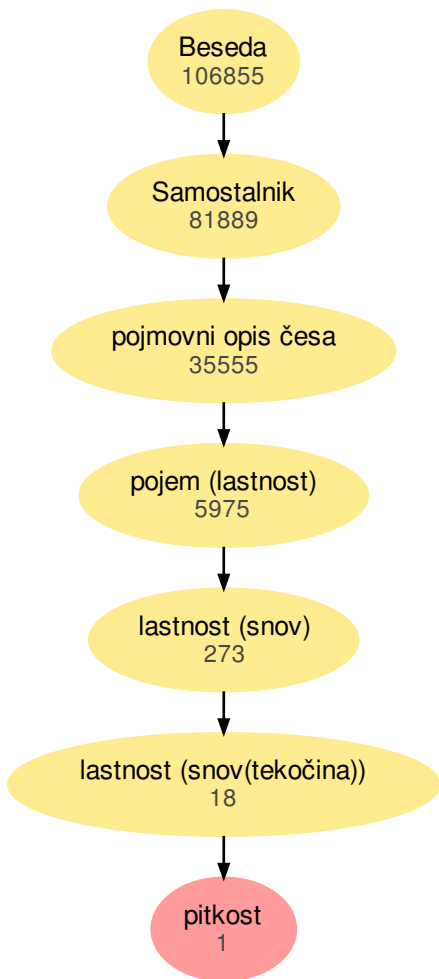 Beseda
106855
Samostalnik
81889
pojmovni opis česa
35555
pojem (lastnost)
5975
lastnost (snov)
273
lastnost (snov(tekočina))
18
pitkost
1